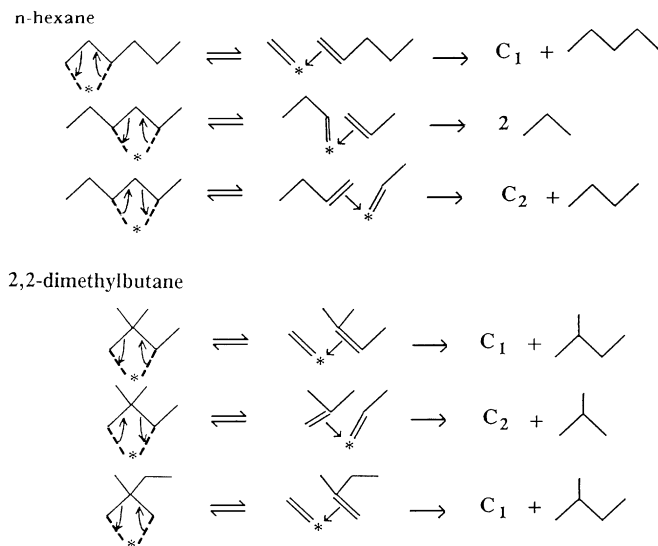 n-hexane
* * C₁ +
* * 2
* * C₂ +
2,2-dimethylbutane
* * C₁ +
* * C₂ +
* * C₁ +